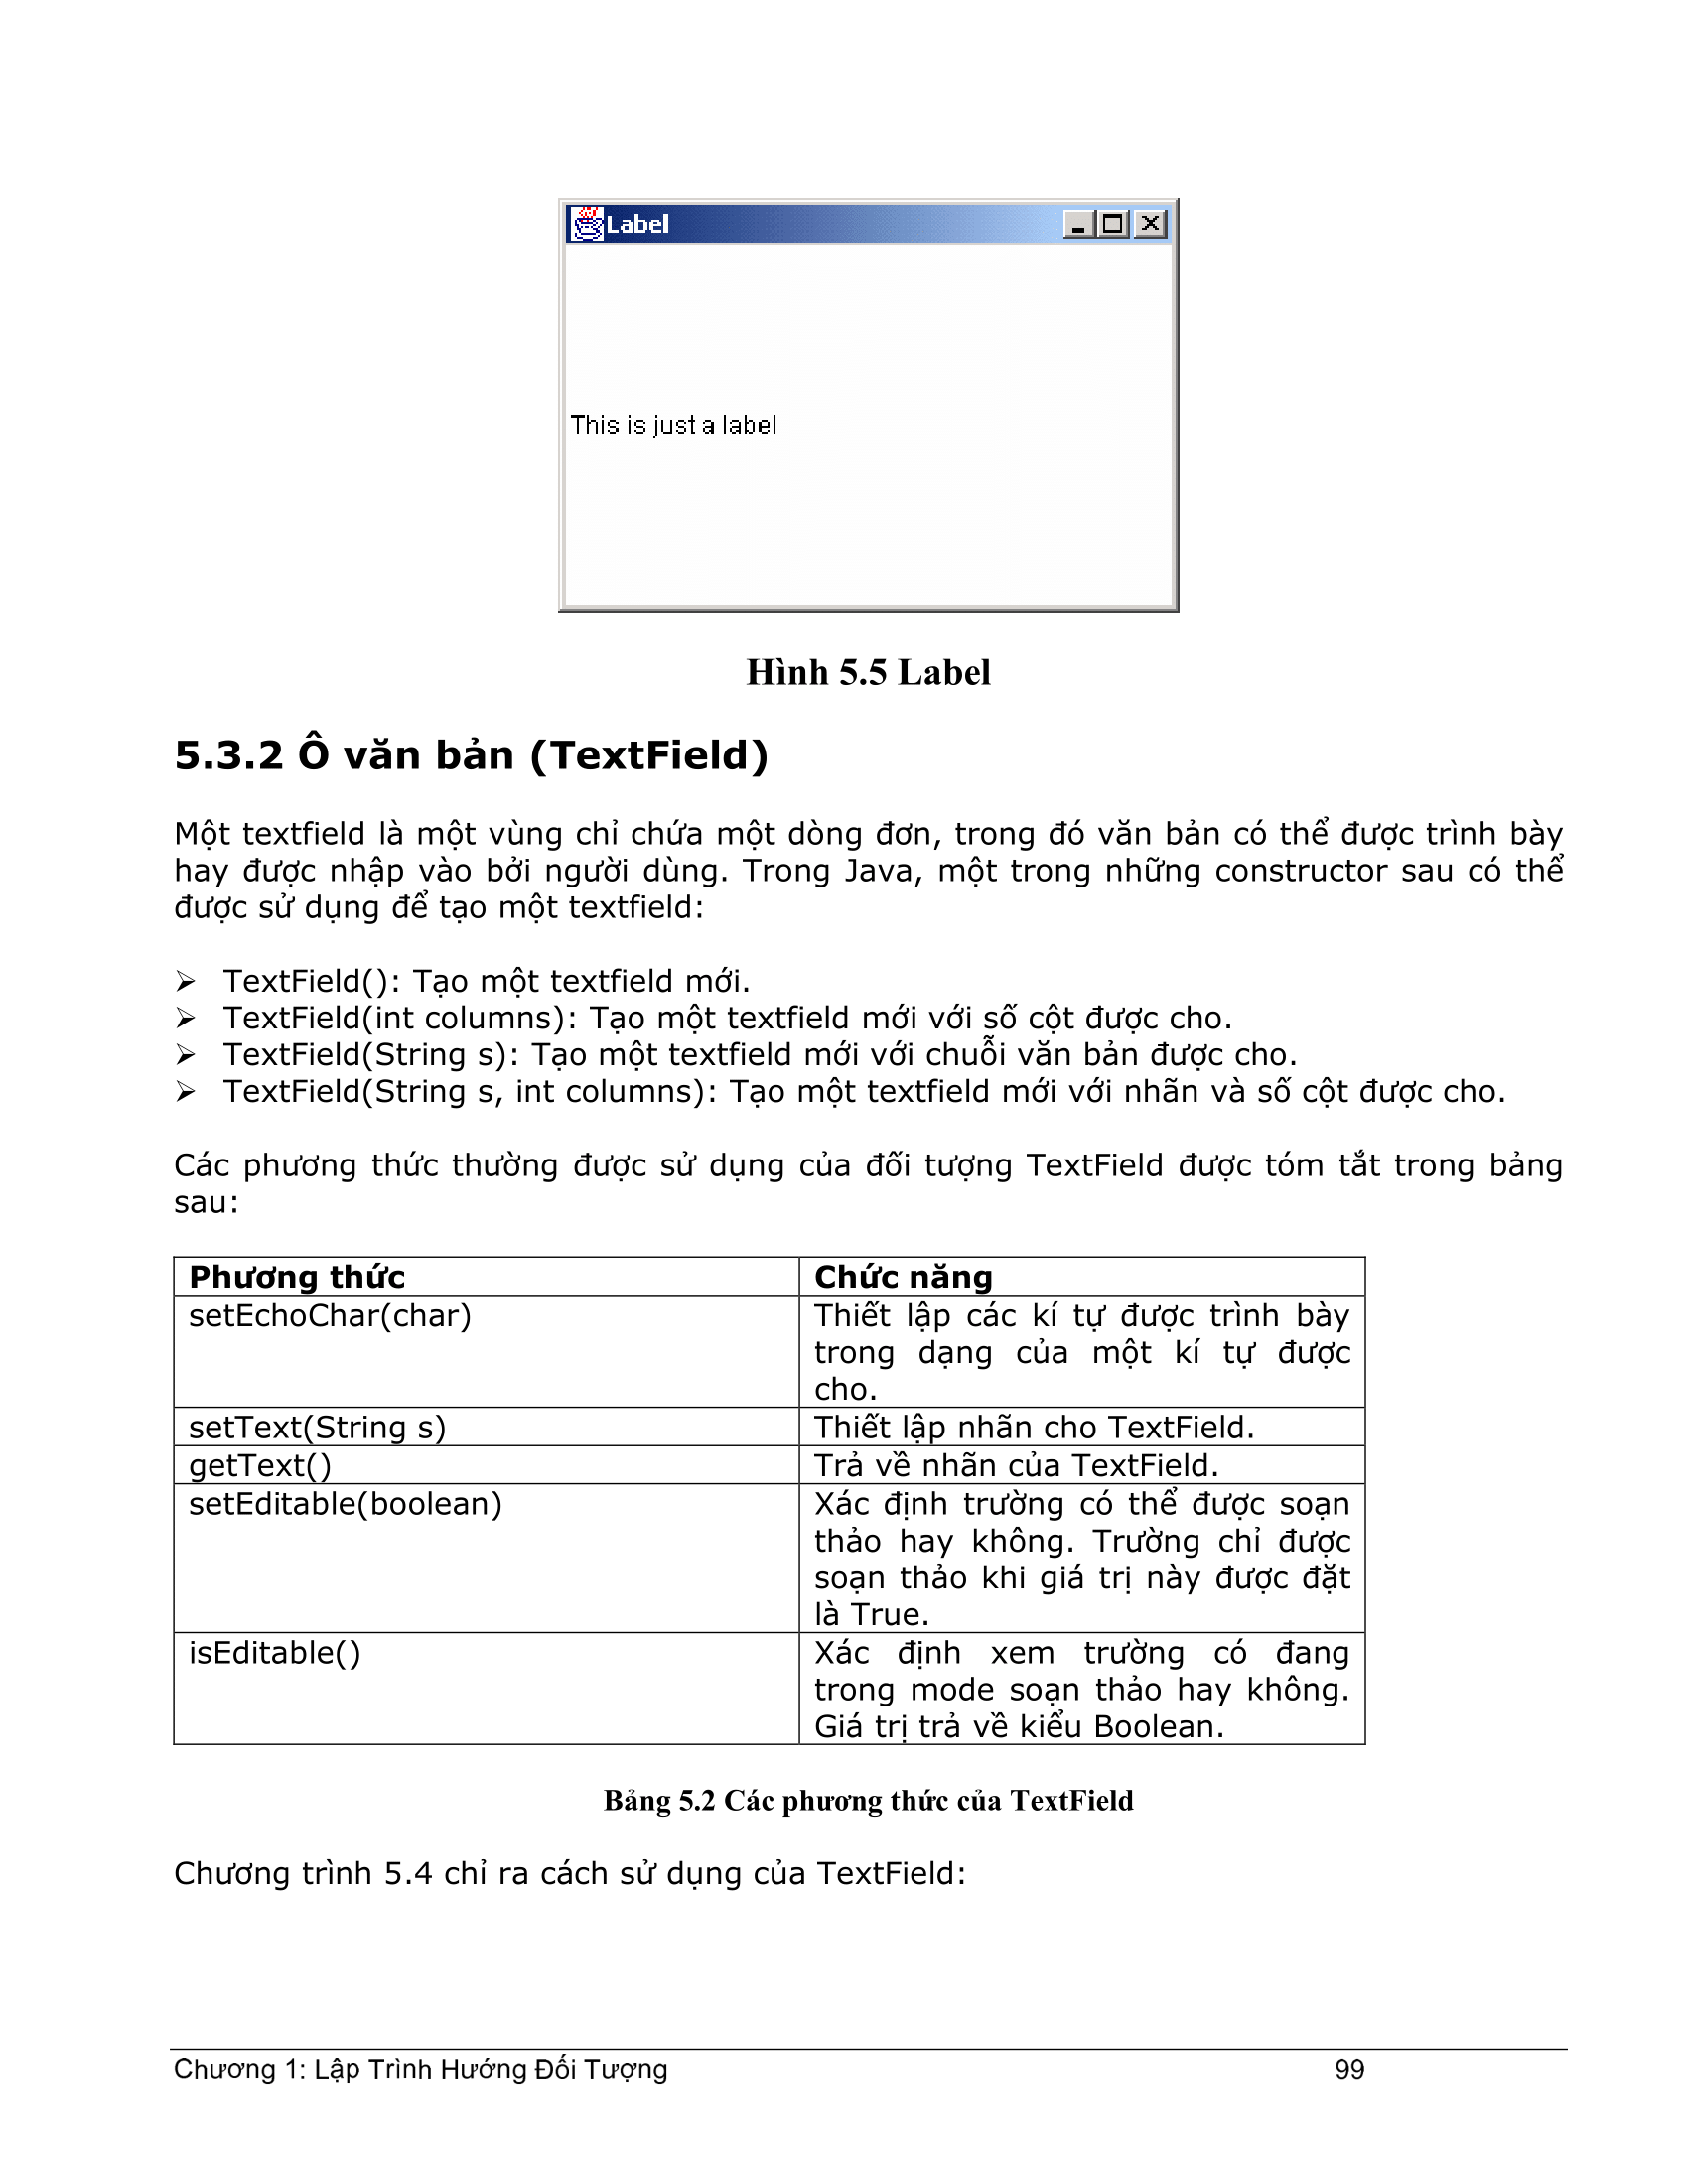 Label
This is just a label
Hình 5.5 Label
5.3.2 Ô văn bản (TextField)
Một textfield là một vùng chỉ chứa một dòng đơn, trong đó văn bản có thể được trình bày
hay được nhập vào bởi người dùng. Trong Java, một trong những constructor sau có thể
được sử dụng để tạo một textfield:
➢ TextField(): Tạo một textfield mới.
➢ TextField(int columns): Tạo một textfield mới với số cột được cho.
➢ TextField(String s): Tạo một textfield mới với chuỗi văn bản được cho.
➢ TextField(String s, int columns): Tạo một textfield mới với nhãn và số cột được cho.
Các phương thức thường được sử dụng của đối tượng TextField được tóm tắt trong bảng
sau:
Phương thức Chức năng
setEchoChar(char) Thiết lập các kí tự được trình bày
trong dạng của một kí tự được
cho.
setText(String s) Thiết lập nhãn cho TextField.
getText() Trả về nhãn của TextField.
setEditable(boolean) Xác định trường có thể được soạn
thảo hay không. Trường chỉ được
soạn thảo khi giá trị này được đặt
là True.
isEditable() Xác định xem trường có đang
trong mode soạn thảo hay không.
Giá trị trả về kiểu Boolean.
Bảng 5.2 Các phương thức của TextField
Chương trình 5.4 chỉ ra cách sử dụng của TextField:
Chương 1: Lập Trình Hướng Đối Tượng 99